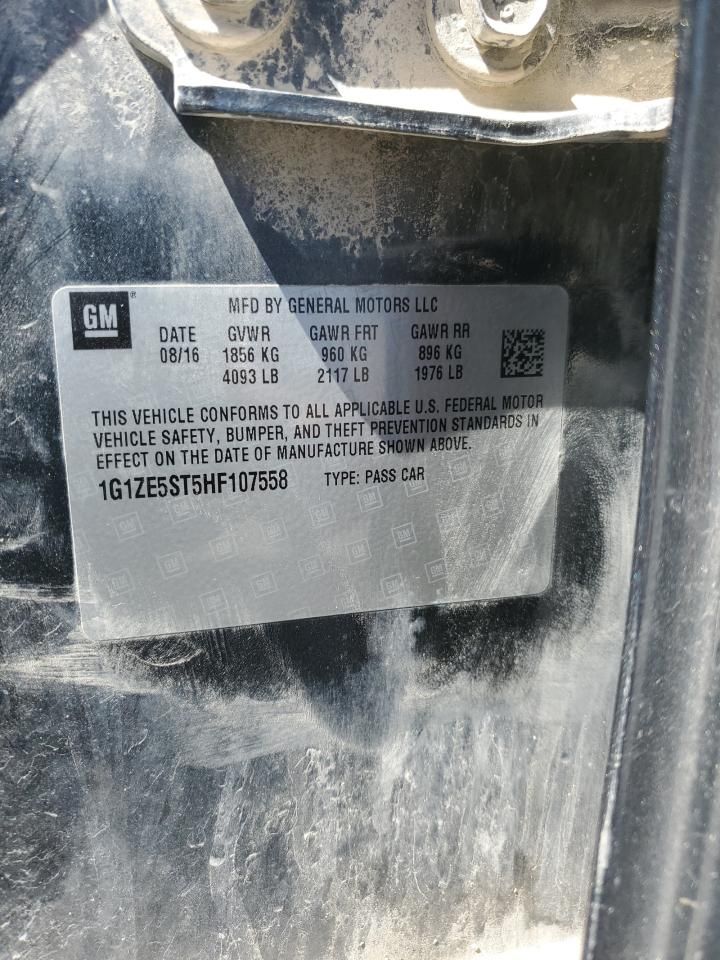 GM® MFD BY GENERAL MOTORS LLC
DATE GVWR GAWR FRT GAWR RR
08/16 1856 KG 960 KG 896 KG
4093 LB 2117 LB 1976 LB
THIS VEHICLE CONFORMS TO ALL APPLICABLE U.S. FEDERAL MOTOR
VEHICLE SAFETY, BUMPER, AND THEFT PREVENTION STANDARDS IN
EFFECT ON THE DATE OF MANUFACTURE SHOWN ABOVE.
1G1ZE5ST5HF107558 TYPE: PASS CAR